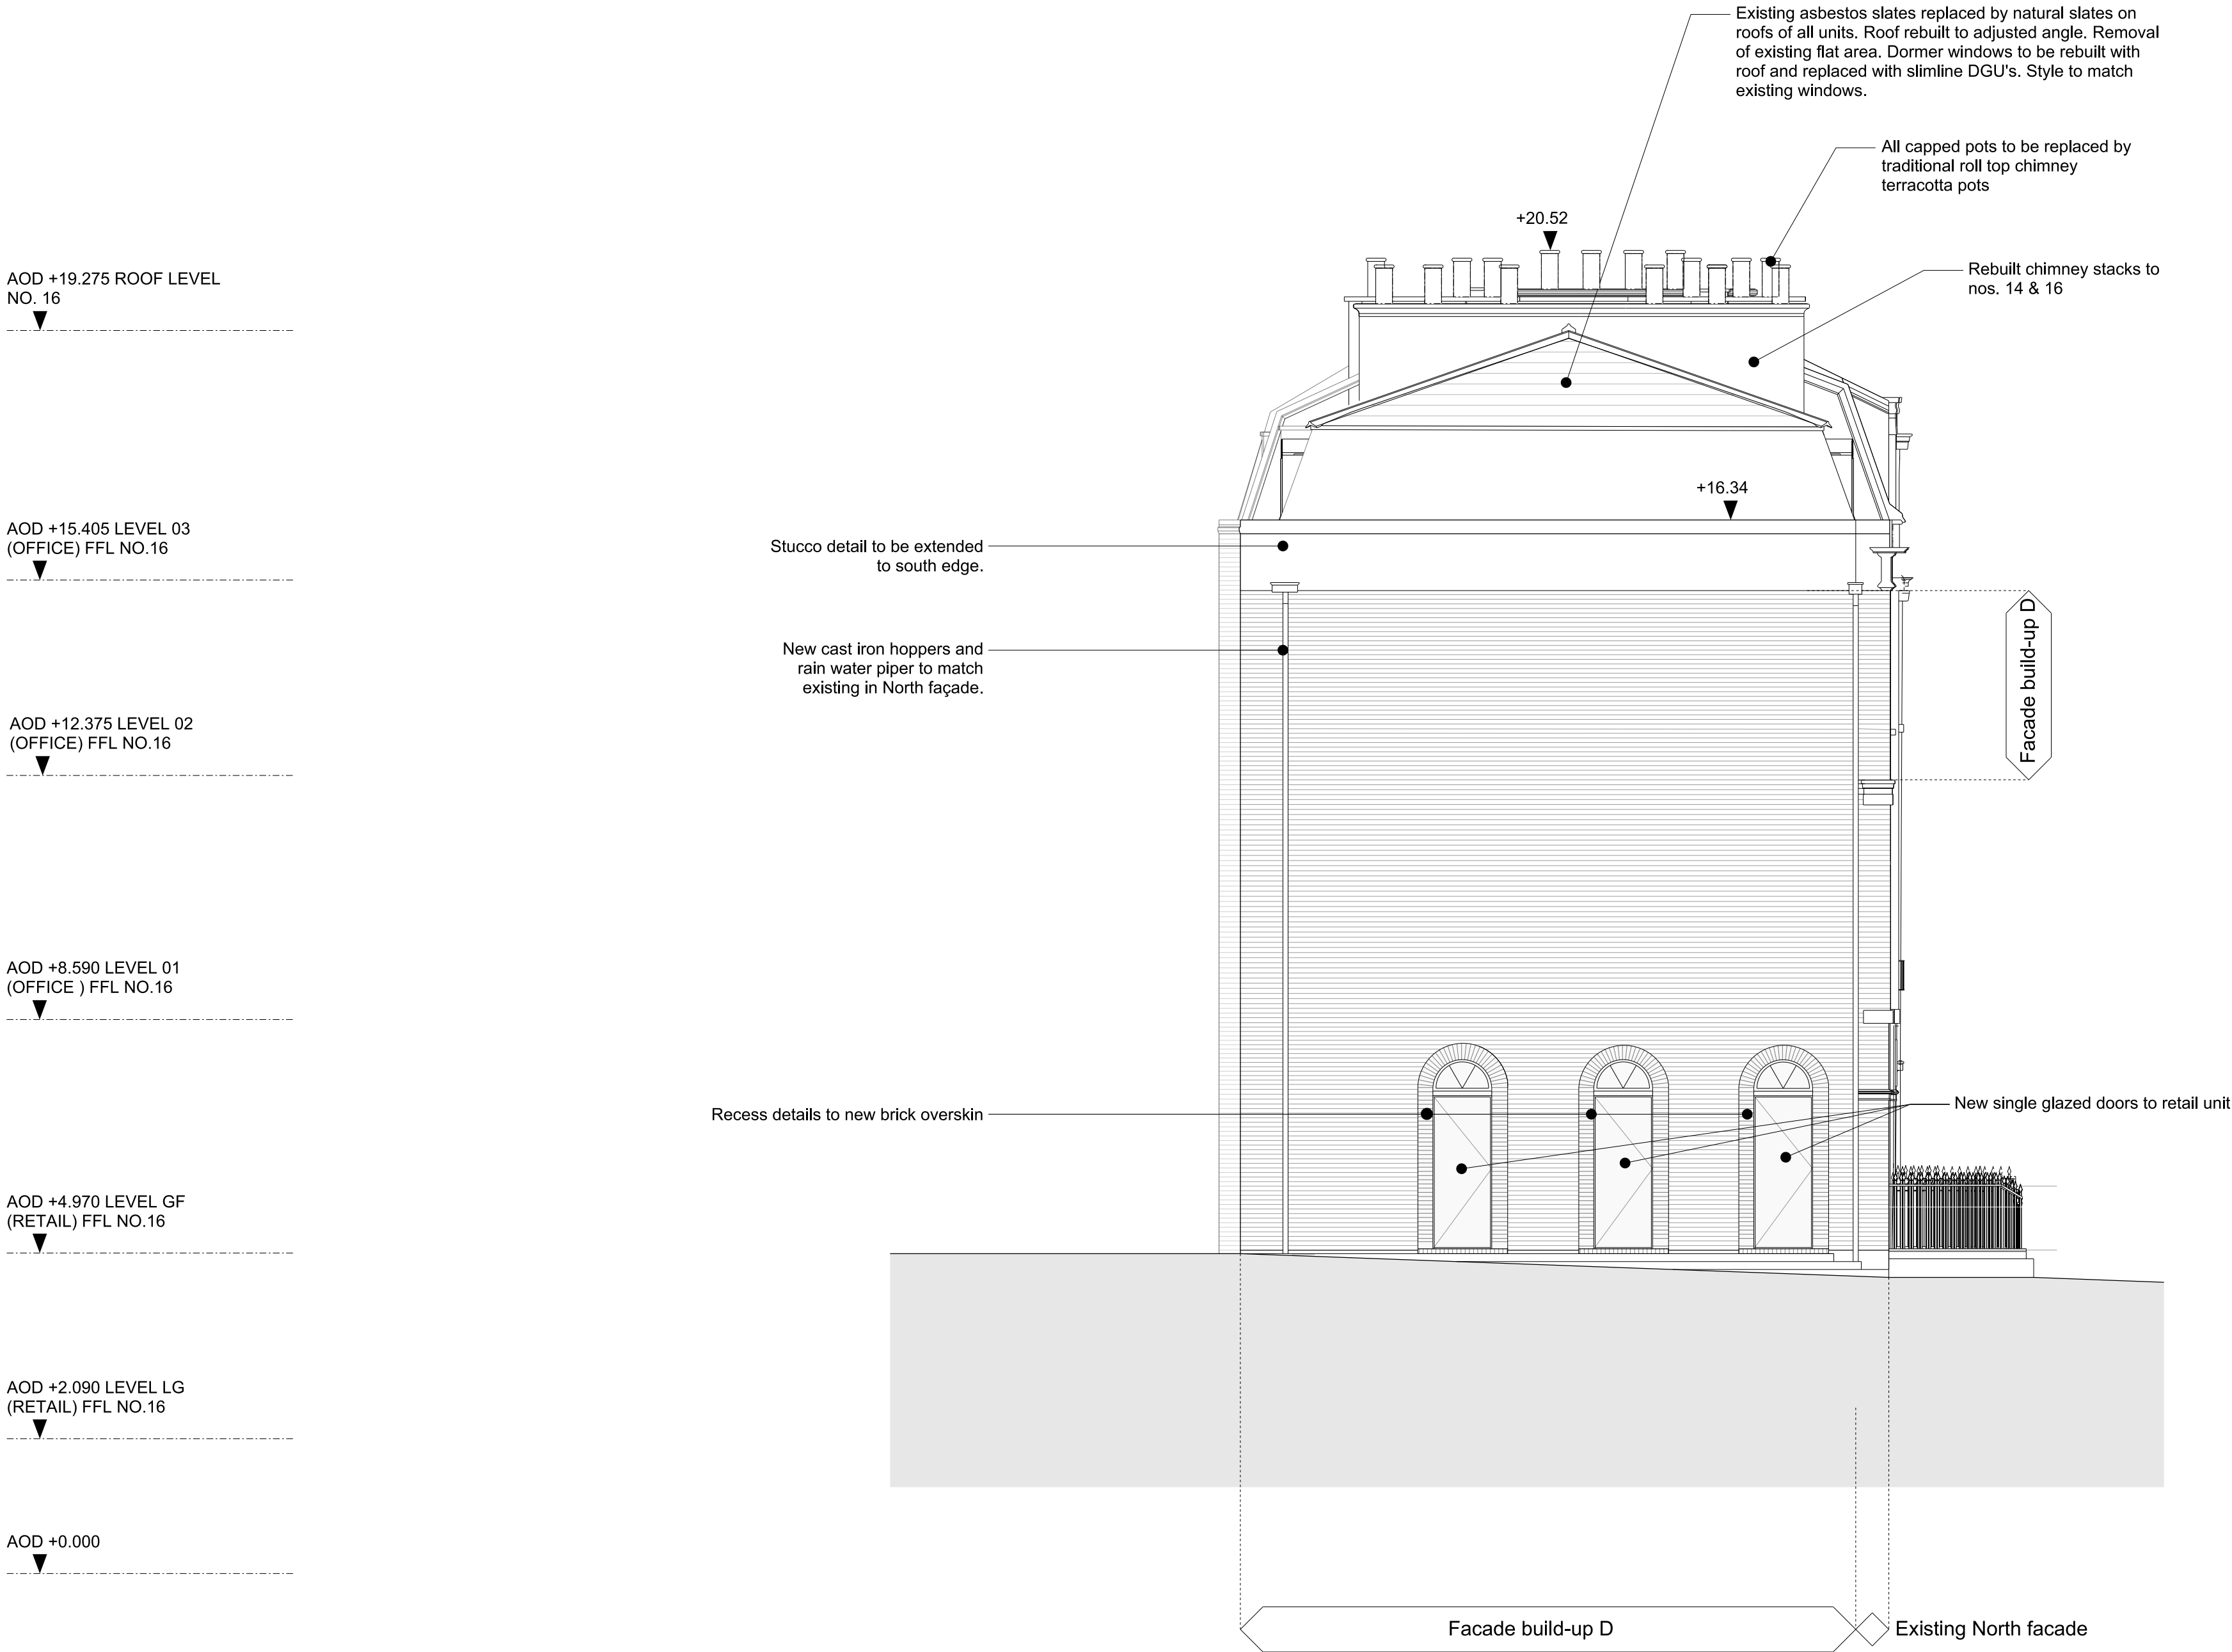 Existing asbestos slates replaced by natural slates on
roofs of all units. Roof rebuilt to adjusted angle. Removal
of existing flat area. Dormer windows to be rebuilt with
roof and replaced with slimline DGU's. Style to match
existing windows.
All capped pots to be replaced by
traditional roll top chimney
terracotta pots
+20.52
Rebuilt chimney stacks to
nos. 14 & 16
AOD +19.275 ROOF LEVEL
NO. 16
+16.34
AOD +15.405 LEVEL 03
(OFFICE) FFL NO.16
Stucco detail to be extended
to south edge.
New cast iron hoppers and
rain water piper to match
existing in North façade.
Facade build-up D
AOD +12.375 LEVEL 02
(OFFICE) FFL NO.16
AOD +8.590 LEVEL 01
(OFFICE ) FFL NO.16
Recess details to new brick overskin
New single glazed doors to retail unit
AOD +4.970 LEVEL GF
(RETAIL) FFL NO.16
AOD +2.090 LEVEL LG
(RETAIL) FFL NO.16
AOD +0.000
Facade build-up D
Existing North facade